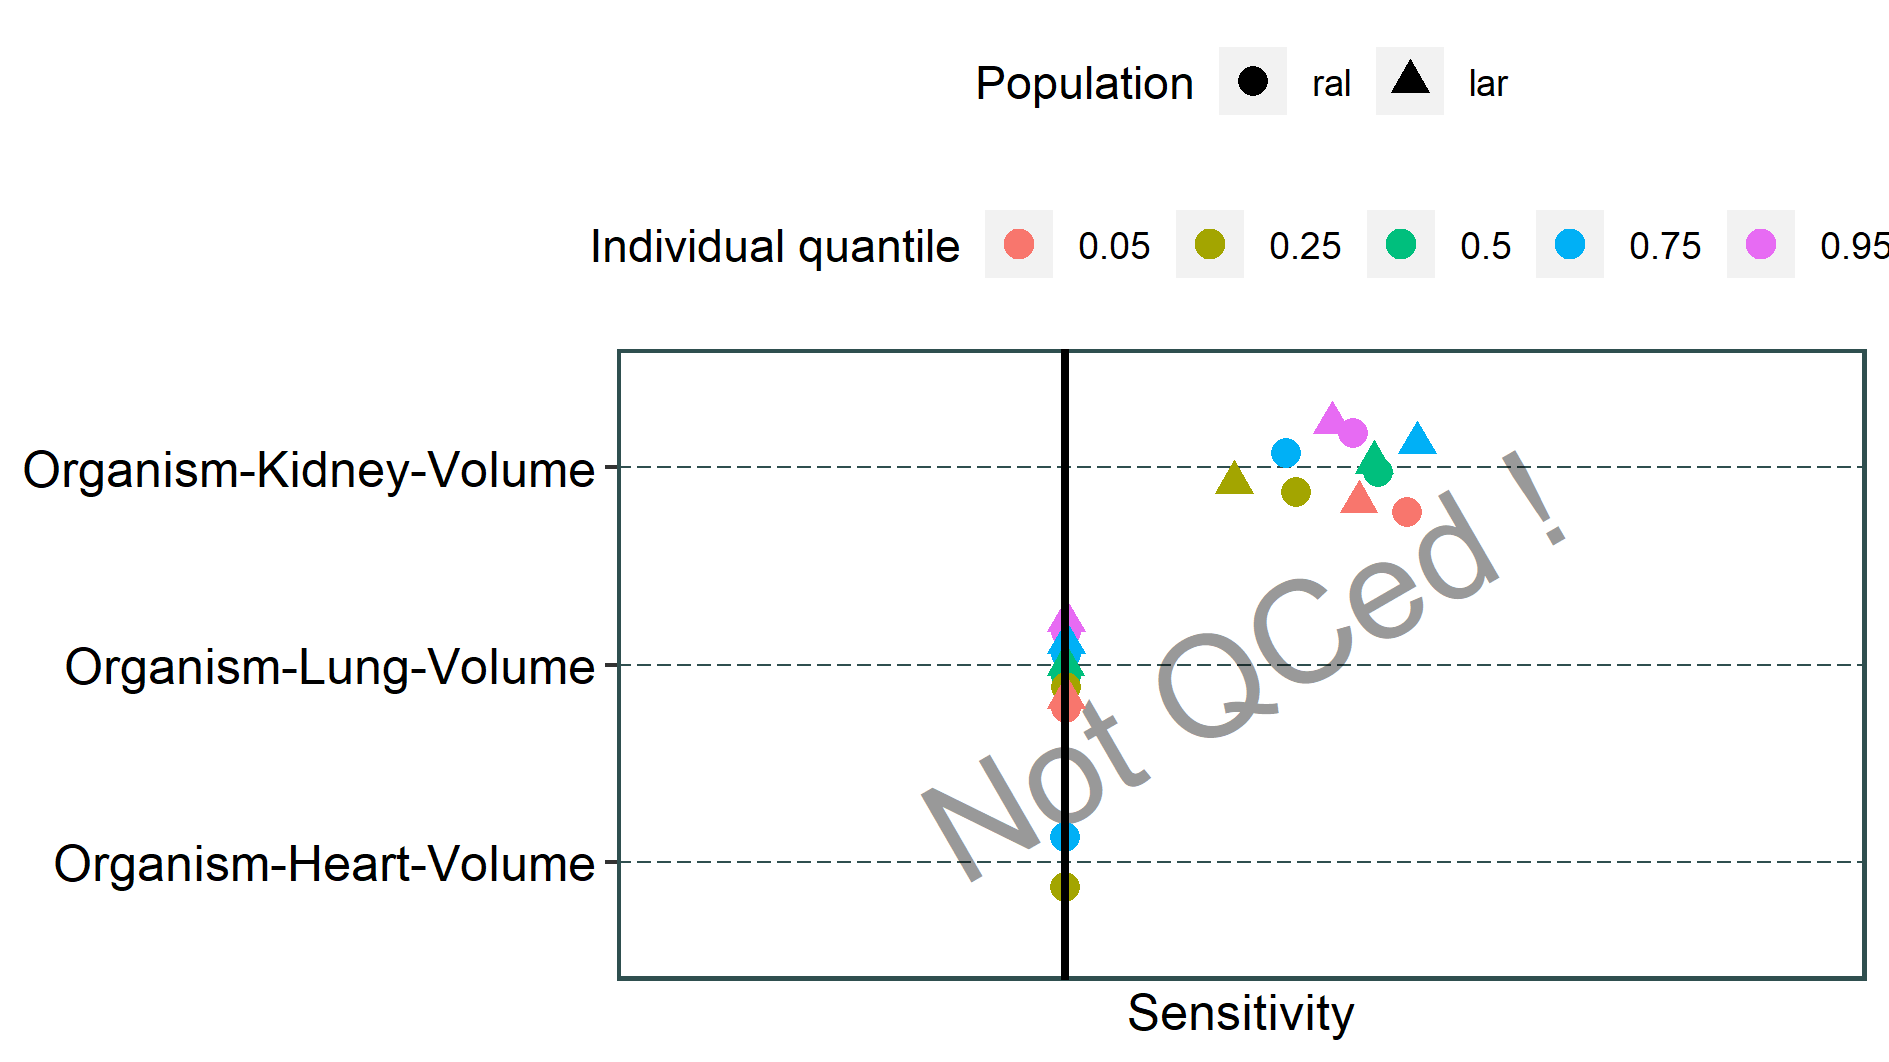 Population ral lar
Individual quantile 0.05 0.25 0.5 0.75 0.95
Organism-Kidney-Volume
Organism-Lung-Volume
Organism-Heart-Volume
Not QCed !
Sensitivity